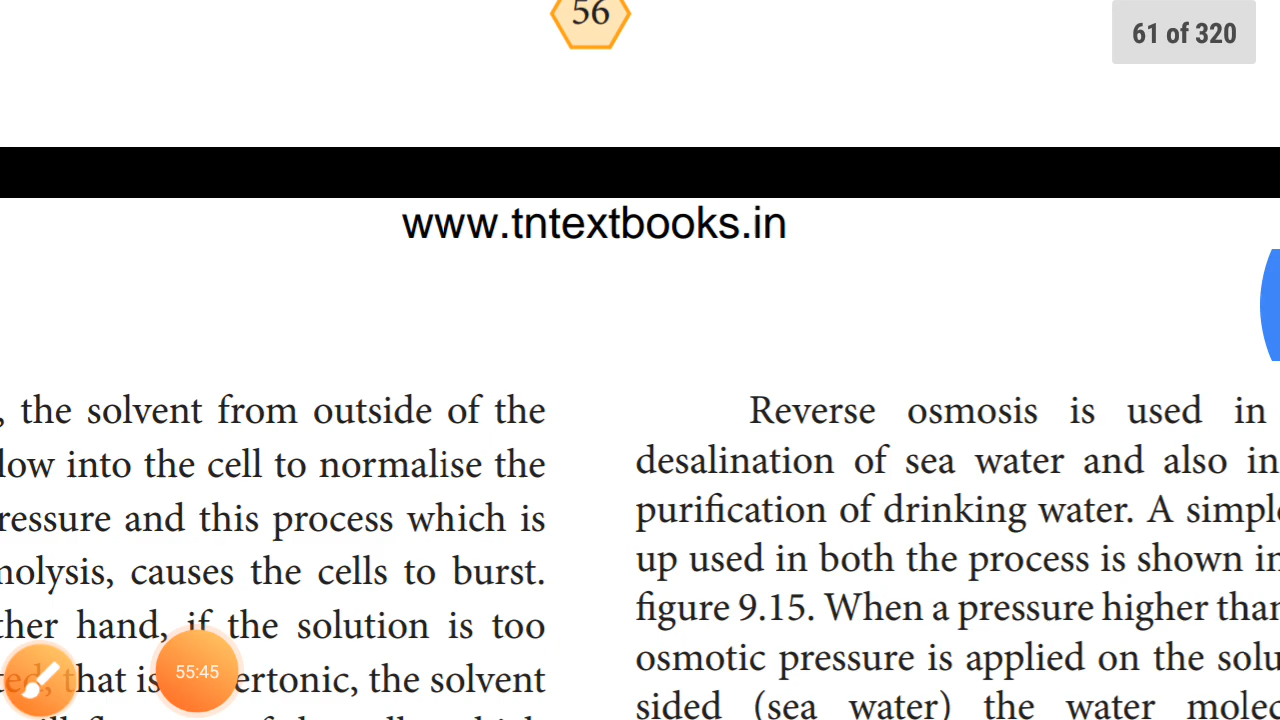 56
61 of 320
www.tntextbooks.in
, the solvent from outside of the
low into the cell to normalise the
ressure and this process which is
nolysis, causes the cells to burst.
ther hand, if the solution is too
ted, that is ertonic, the solvent
Reverse osmosis is used in
desalination of sea water and also in
purification of drinking water. A simple
up used in both the process is shown in
figure 9.15. When a pressure higher than
osmotic pressure is applied on the solu
sided (sea water) the water molec
55:45